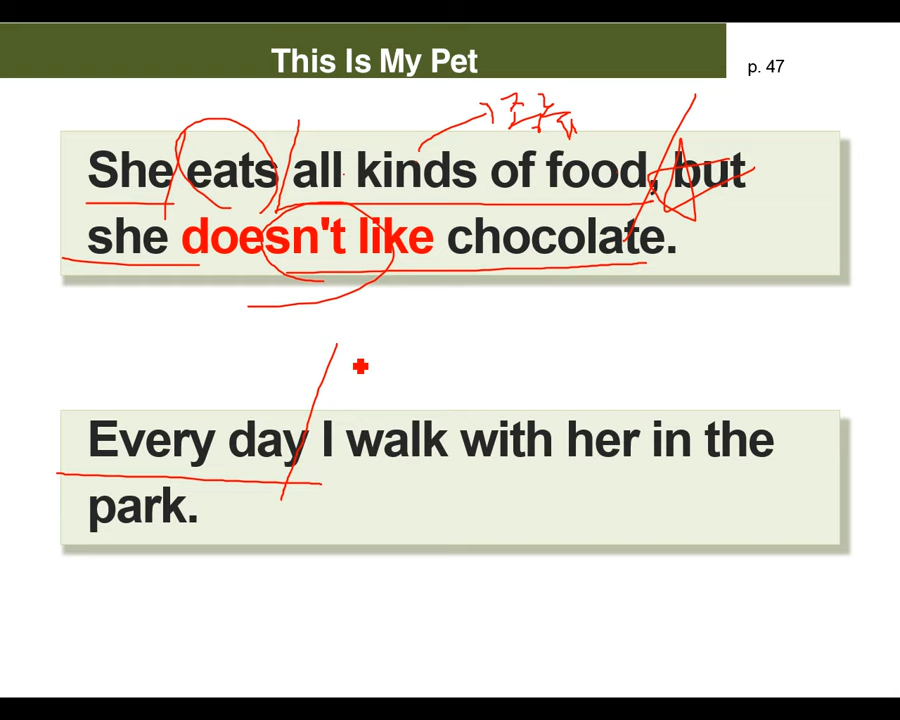 This Is My Pet
p. 47
She eats all kinds of food, but
she doesn't like chocolate.
Every day I walk with her in the
park.